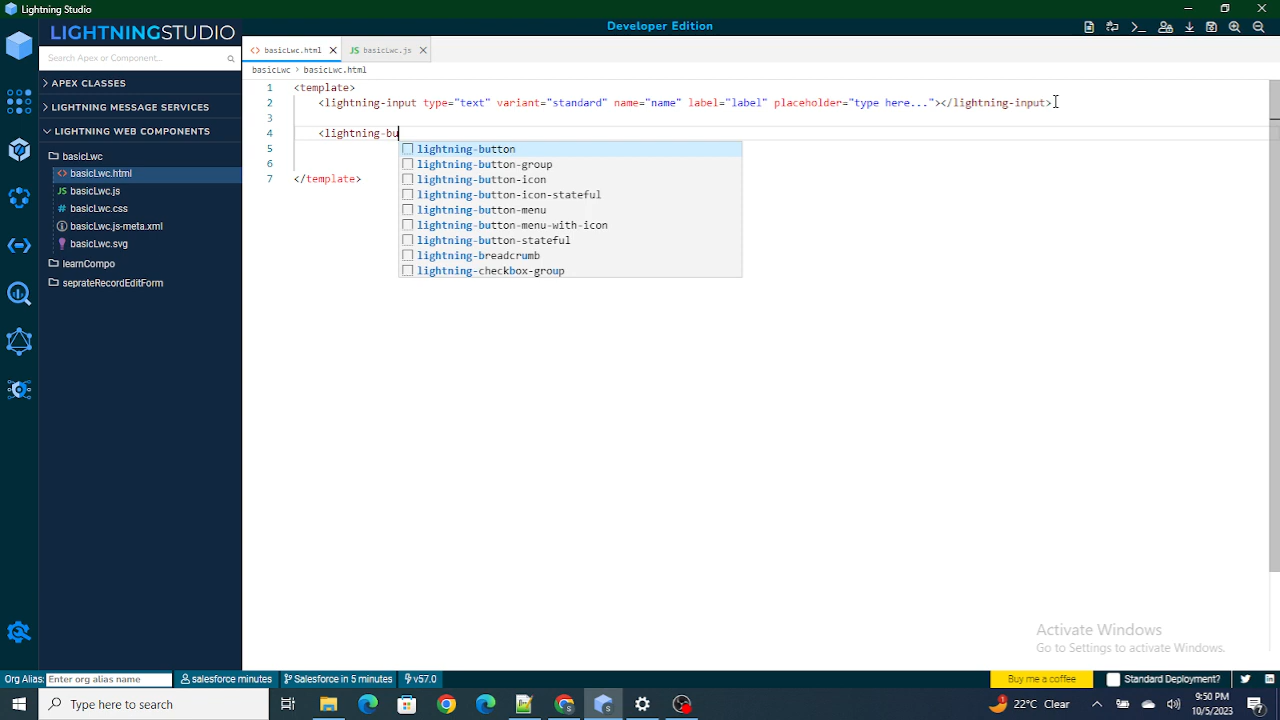 Lightning Studio
LIGHTNINGSTUDIO
Developer Edition
Search Apex or Component...
<> basicLwc.html
JS basicLwc.js
basicLwc > basicLwc.html
APEX CLASSES
LIGHTNING MESSAGE SERVICES
LIGHTNING WEB COMPONENTS
basicLwc
<> basicLwc.html
JS basicLwc.js
# basicLwc.css
basicLwc.js-meta.xml
basicLwc.svg
learnCompo
seprateRecordEditForm
1 <template>
2 <lightning-input type="text" variant="standard" name="name" label="label" placeholder="type here..."></lightning-input>
3
4 <lightning-bu
5
6
7 </template>
lightning-button
lightning-button-group
lightning-button-icon
lightning-button-icon-stateful
lightning-button-menu
lightning-button-menu-with-icon
lightning-button-stateful
lightning-breadcrumb
lightning-checkbox-group
Activate Windows
Go to Settings to activate Windows.
Org Alias: Enter org alias name salesforce minutes Salesforce in 5 minutes v57.0 Buy me a coffee Standard Deployment?
Type here to search
22°C Clear
9:50 PM
10/5/2023
7